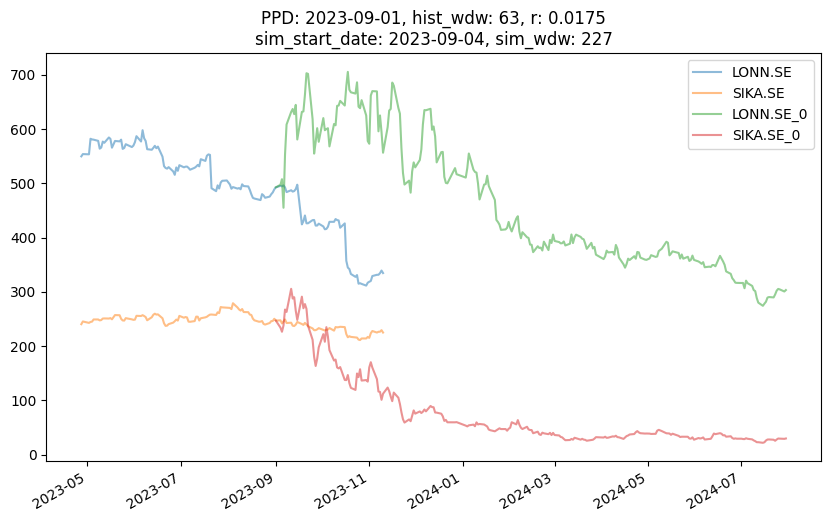 PPD: 2023-09-01, hist_wdw: 63, r: 0.0175
sim_start_date: 2023-09-04, sim_wdw: 227
LONN.SE
SIKA.SE
LONN.SE_0
SIKA.SE_0
700
600
500
400
300
200
100
0
2023-05
2023-07
2023-09
2023-11
2024-01
2024-03
2024-05
2024-07